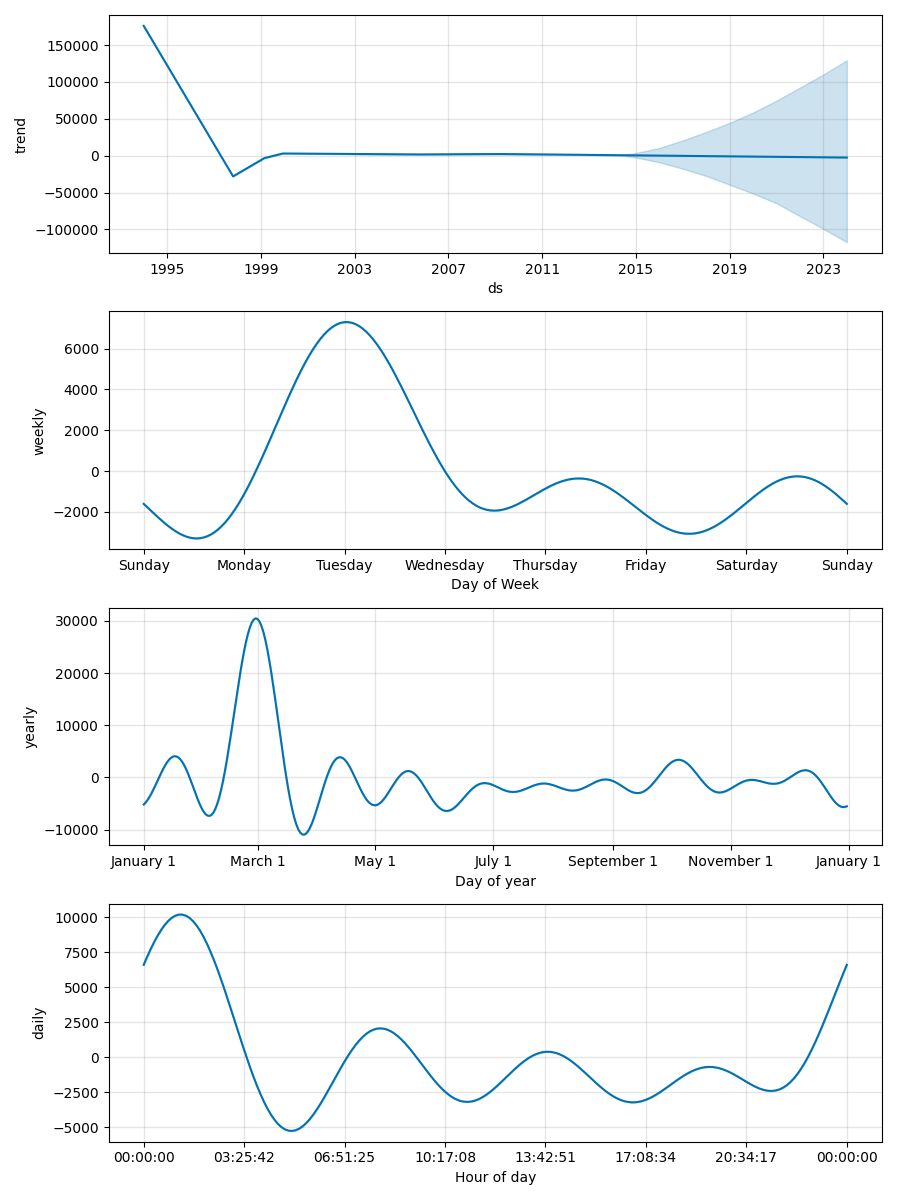 150000
100000
50000
0
−50000
−100000
trend
1995 1999 2003 2007 2011 2015 2019 2023
ds
6000
4000
2000
0
−2000
weekly
Sunday Monday Tuesday Wednesday Thursday Friday Saturday Sunday
Day of Week
30000
20000
10000
0
−10000
yearly
January 1 March 1 May 1 July 1 September 1 November 1 January 1
Day of year
10000
7500
5000
2500
0
−2500
−5000
daily
00:00:00 03:25:42 06:51:25 10:17:08 13:42:51 17:08:34 20:34:17 00:00:00
Hour of day